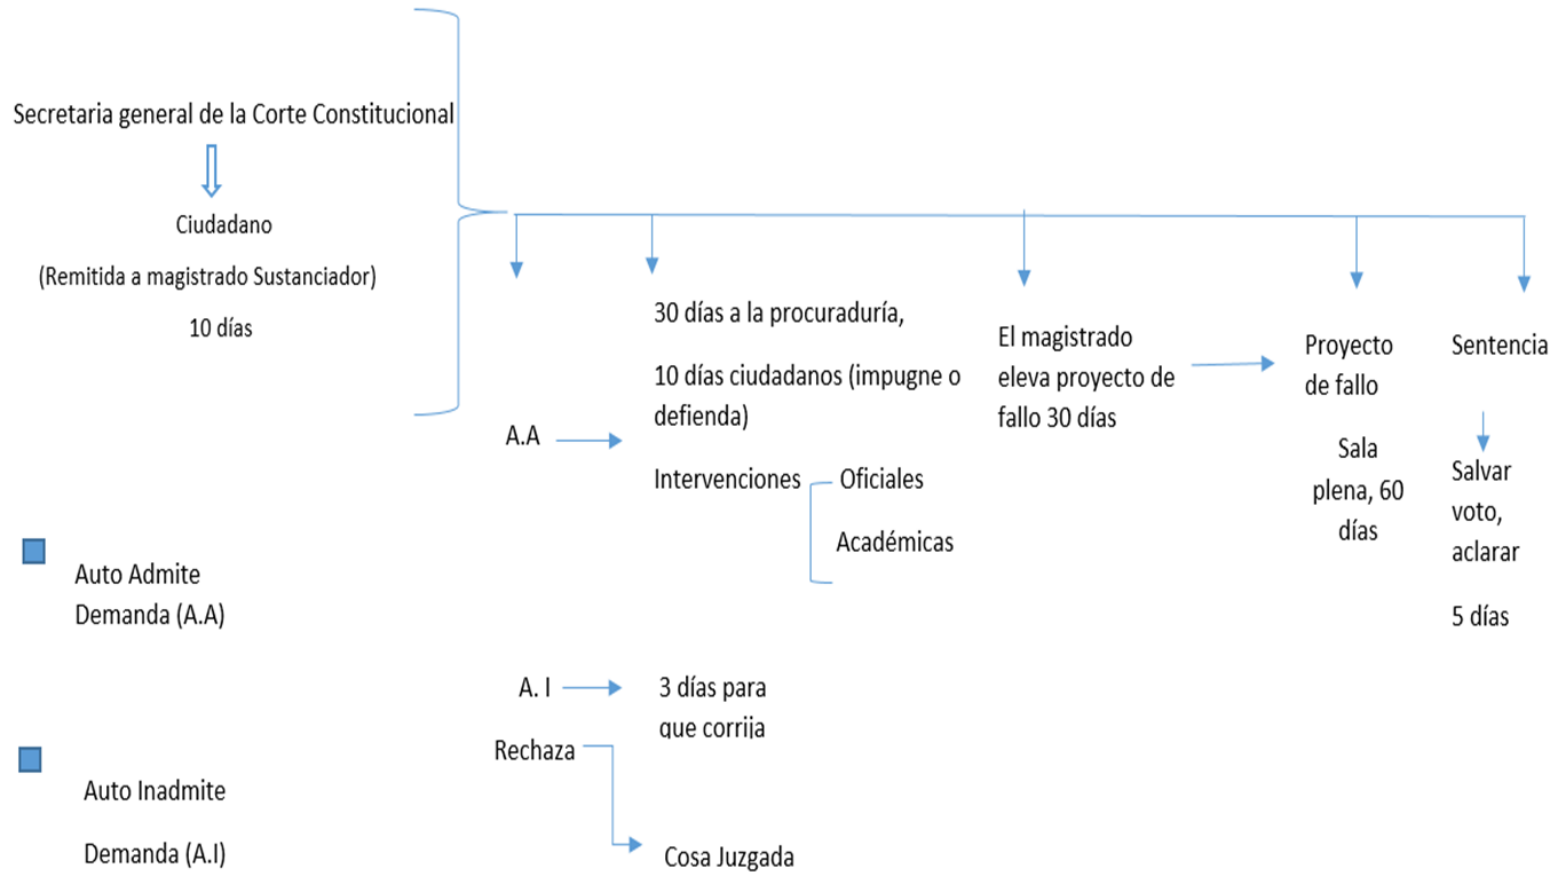 Secretaria general de la Corte Constitucional
Ciudadano
(Remitida a magistrado Sustanciador)
10 días
A.A
30 días a la procuraduría,
10 días ciudadanos (impugne o
defienda)
Intervenciones
Oficiales
Académicas
El magistrado
eleva proyecto de
fallo 30 días
Proyecto
de fallo
Sala
plena, 60
días
Sentencia
Salvar
voto,
aclarar
5 días
Auto Admite
Demanda (A.A)
A. I
3 días para
que corrija
Rechaza
Cosa Juzgada
Auto Inadmite
Demanda (A.I)